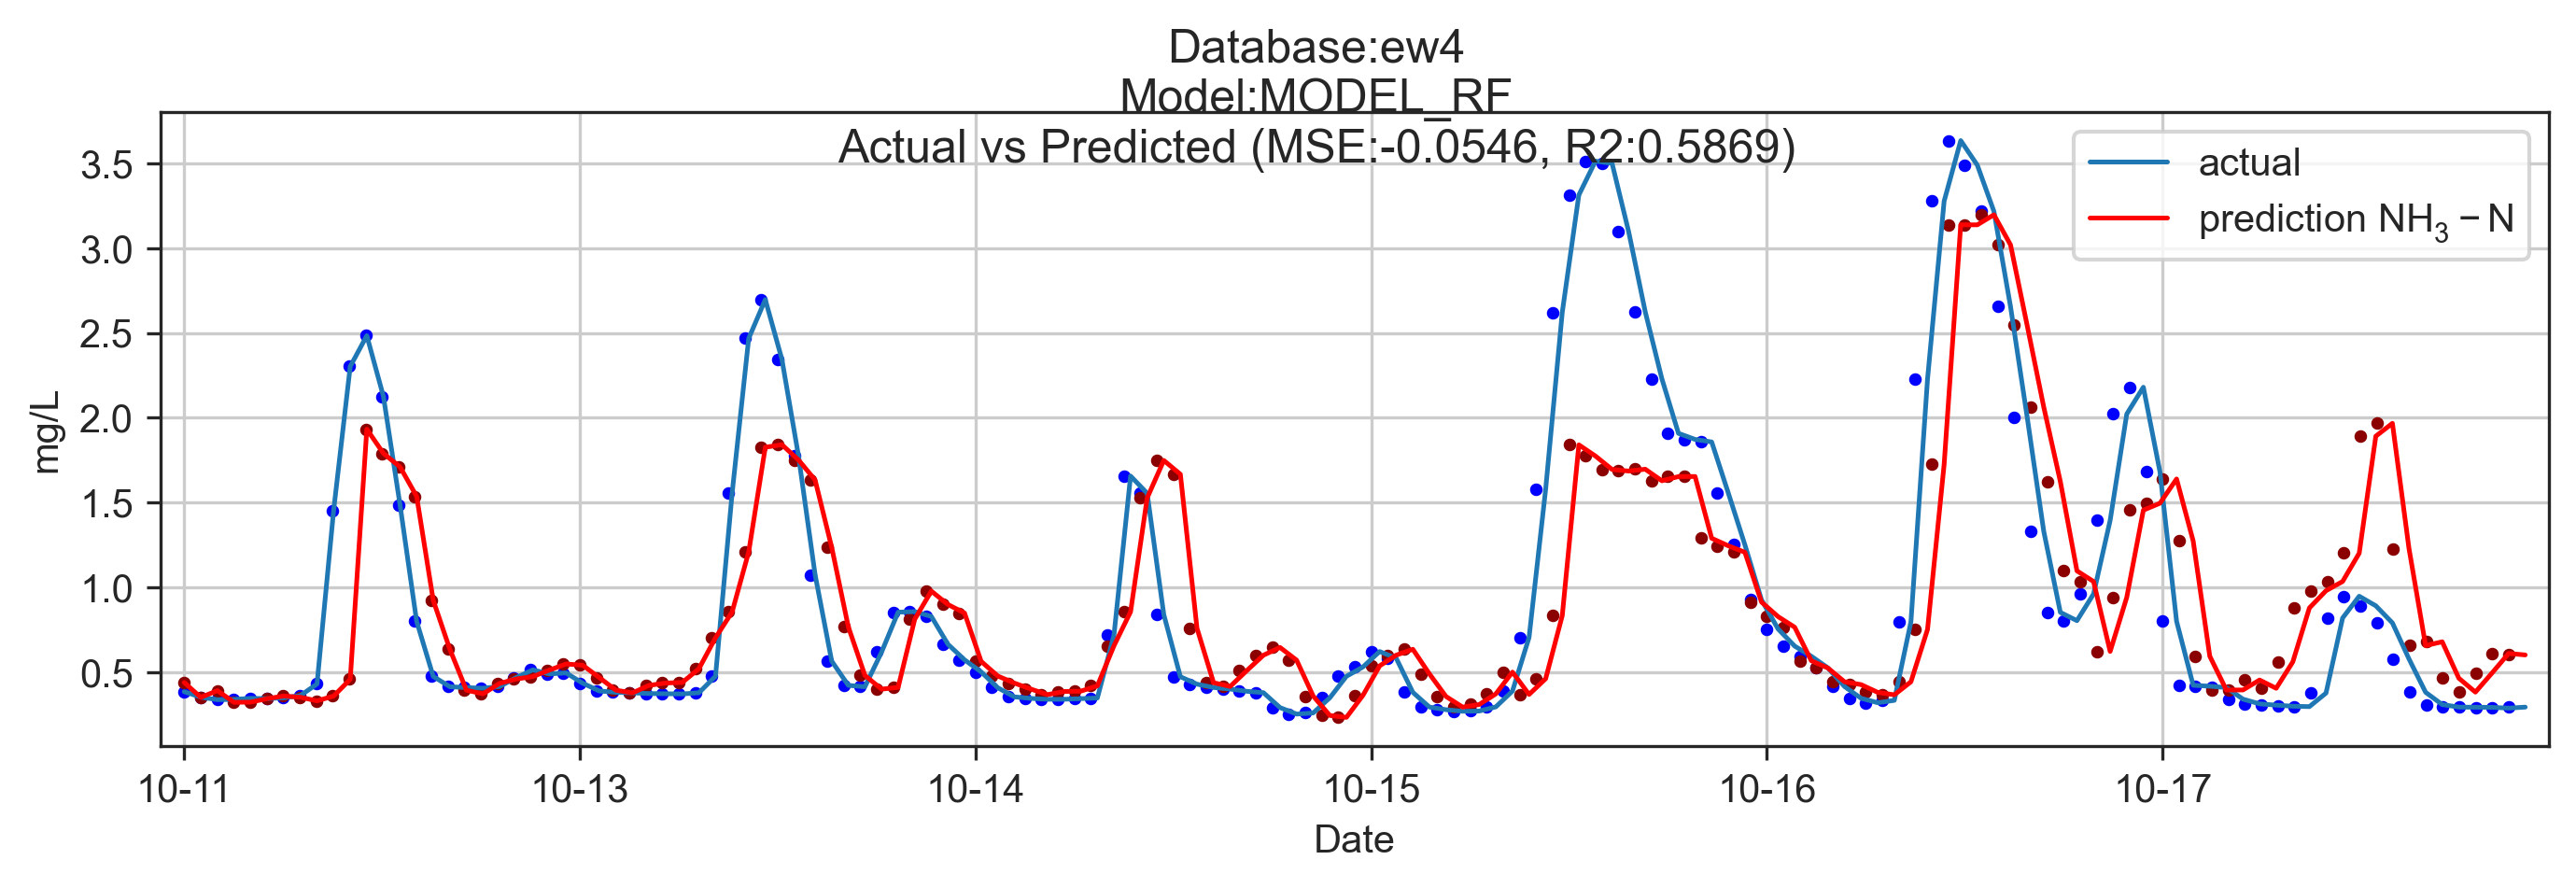 Database:ew4
Model:MODEL_RF
Actual vs Predicted (MSE:-0.0546, R2:0.5869)
actual
prediction NH₃ − N
mg/L
3.5
3.0
2.5
2.0
1.5
1.0
0.5
10-11 10-13 10-14 10-15 10-16 10-17
Date